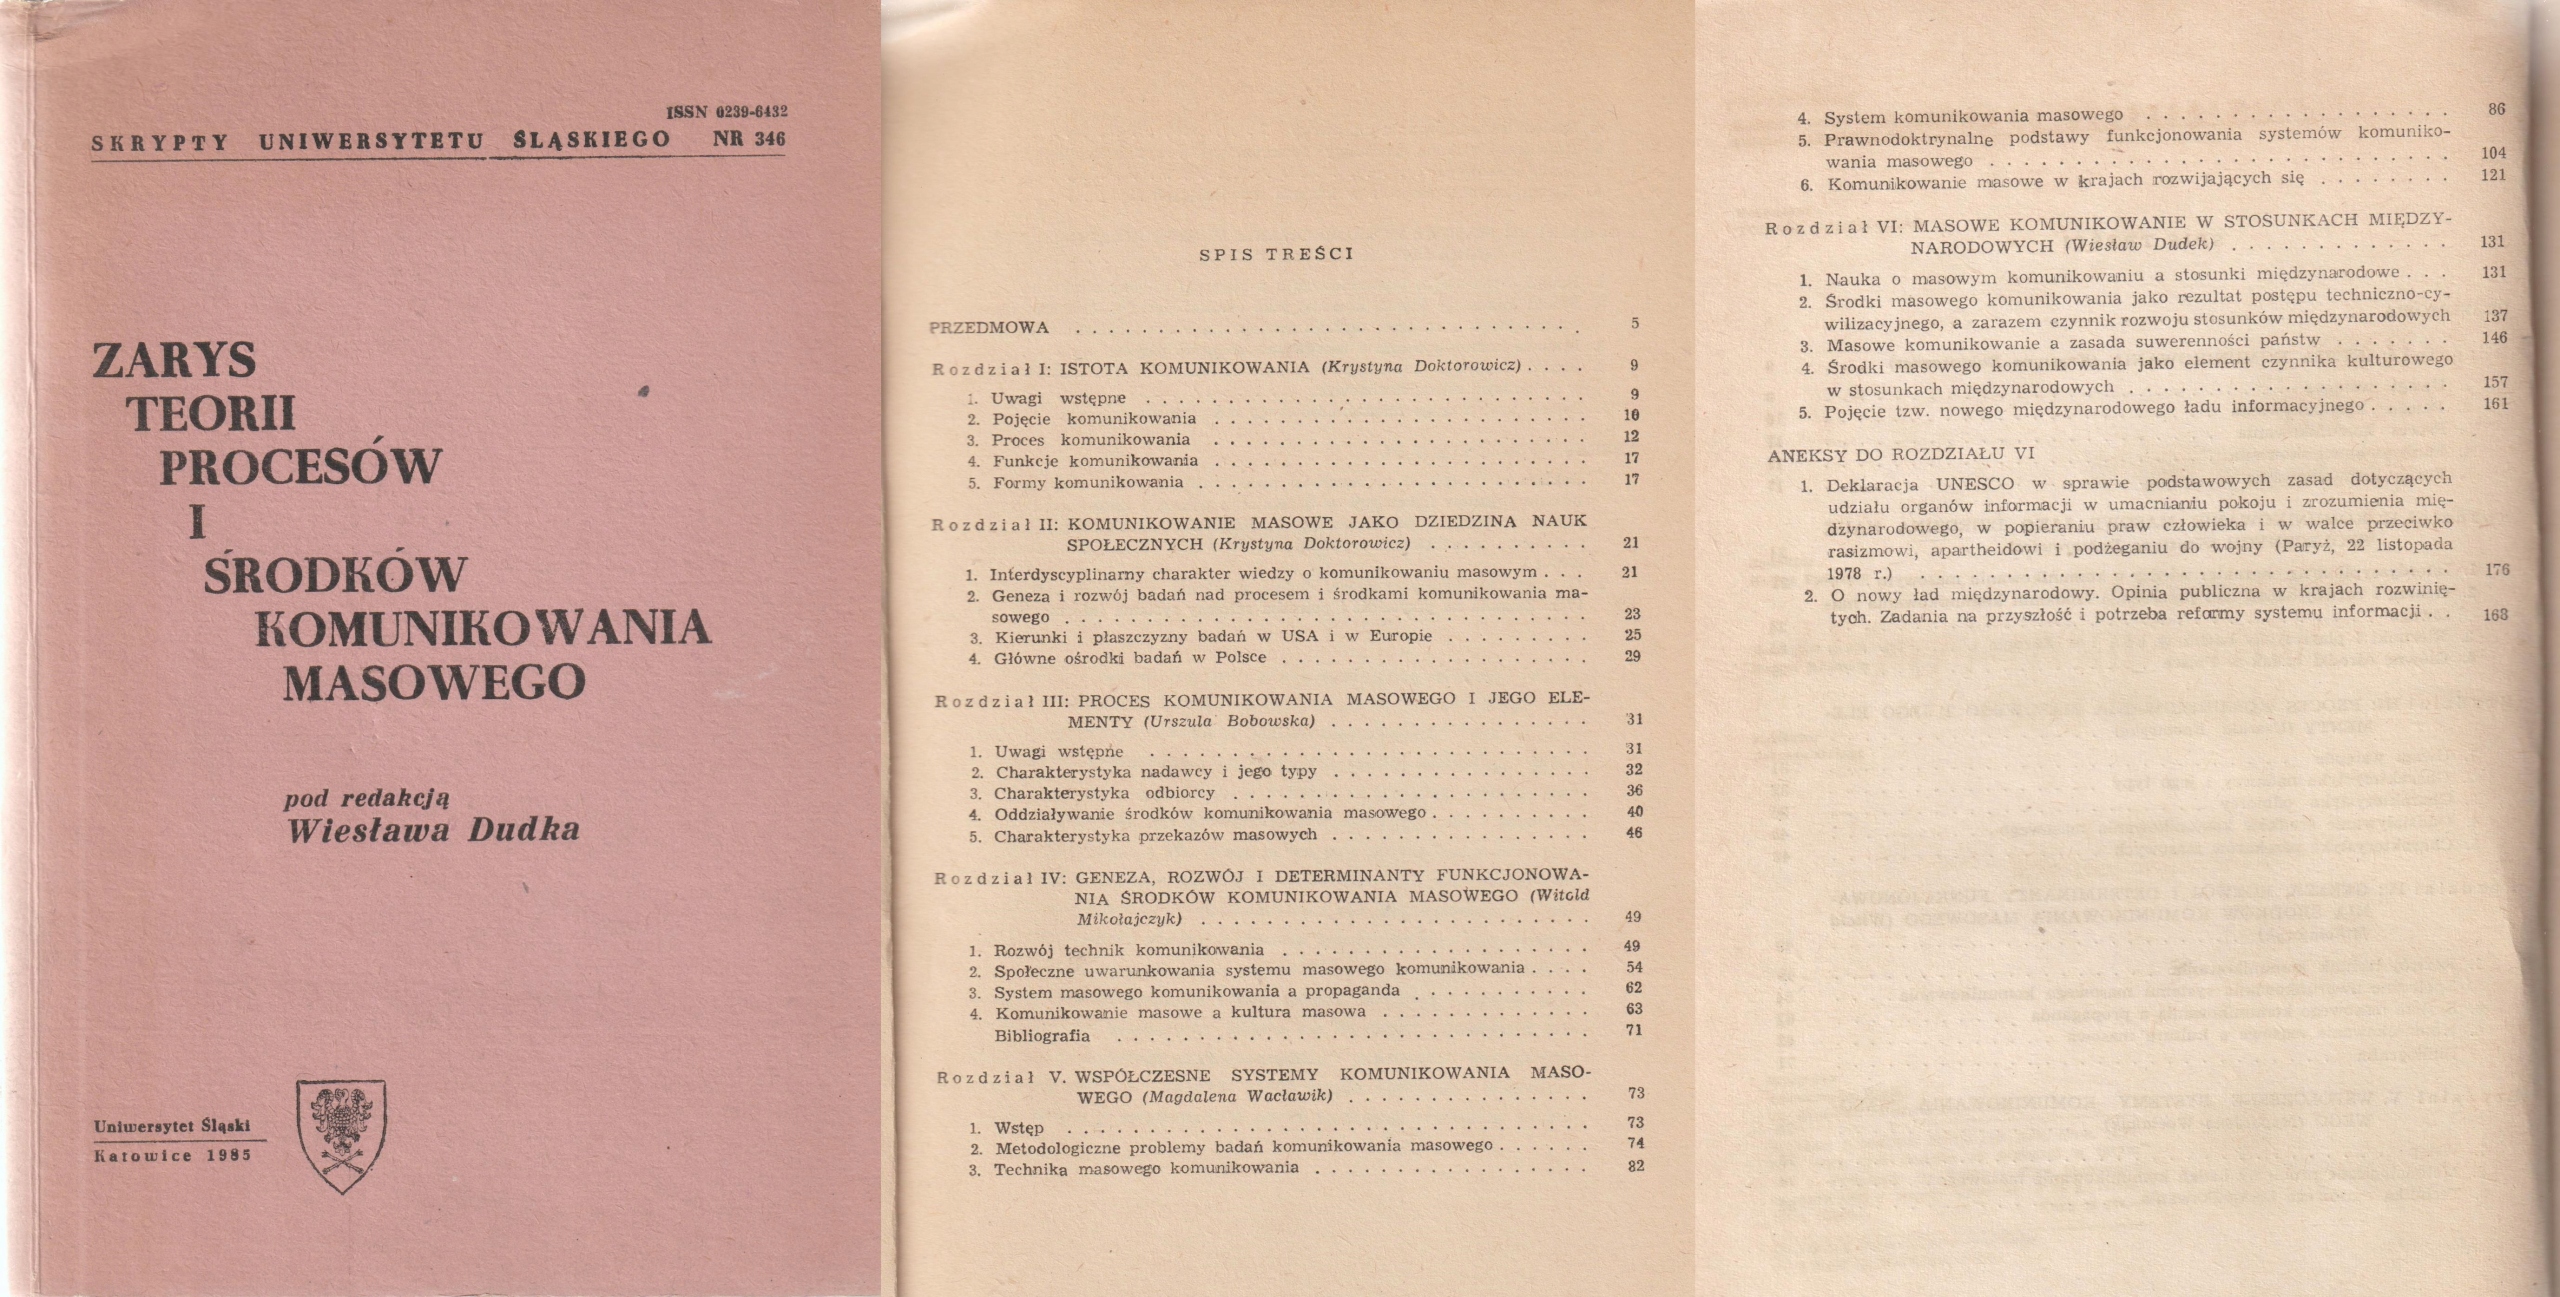 ISSN 0239-6432
SKRYPTY UNIWERSYTETU ŚLĄSKIEGO NR 346
ZARYS
TEORII
PROCESÓW
I
ŚRODKÓW
KOMUNIKOWANIA
MASOWEGO
pod redakcją
Wiesława Dudka
Uniwersytet Śląski
Katowice 1985
SPIS TREŚCI
PRZEDMOWA . . . . . 5
Rozdział I: ISTOTA KOMUNIKOWANIA (Krystyna Doktorowicz) . . . . 9
1. Uwagi wstępne . . . . . 9
2. Pojęcie komunikowania . . . . . 10
3. Proces komunikowania . . . . . 12
4. Funkcje komunikowania . . . . . 17
5. Formy komunikowania . . . . . 17
Rozdział II: KOMUNIKOWANIE MASOWE JAKO DZIEDZINA NAUK
SPOŁECZNYCH (Krystyna Doktorowicz) . . . . . 21
1. Interdyscyplinarny charakter wiedzy o komunikowaniu masowym . . . 21
2. Geneza i rozwój badań nad procesem i środkami komunikowania ma-
sowego . . . . . 23
3. Kierunki i płaszczyzny badań w USA i w Europie . . . . . 25
4. Główne ośrodki badań w Polsce . . . . . 29
Rozdział III: PROCES KOMUNIKOWANIA MASOWEGO I JEGO ELE-
MENTY (Urszula Bobowska) . . . . . 31
1. Uwagi wstępne . . . . . 31
2. Charakterystyka nadawcy i jego typy . . . . . 32
3. Charakterystyka odbiorcy . . . . . 36
4. Oddziaływanie środków komunikowania masowego . . . . . 40
5. Charakterystyka przekazów masowych . . . . . 46
Rozdział IV: GENEZA, ROZWÓJ I DETERMINANTY FUNKCJONOWA-
NIA ŚRODKÓW KOMUNIKOWANIA MASOWEGO (Witold
Mikołajczyk) . . . . . 49
1. Rozwój technik komunikowania . . . . . 49
2. Społeczne uwarunkowania systemu masowego komunikowania . . . . 54
3. System masowego komunikowania a propaganda . . . . . 62
4. Komunikowanie masowe a kultura masowa . . . . . 63
Bibliografia . . . . . 71
Rozdział V. WSPÓŁCZESNE SYSTEMY KOMUNIKOWANIA MASO-
WEGO (Magdalena Wacławik) . . . . . 73
1. Wstęp . . . . . 73
2. Metodologiczne problemy badań komunikowania masowego . . . . . 74
3. Technika masowego komunikowania . . . . . 82
4. System komunikowania masowego . . . . . 86
5. Prawnodoktrynalne podstawy funkcjonowania systemów komuniko-
wania masowego . . . . . 104
6. Komunikowanie masowe w krajach rozwijających się . . . . . 121
Rozdział VI: MASOWE KOMUNIKOWANIE W STOSUNKACH MIĘDZY-
NARODOWYCH (Wiesław Dudek) . . . . . 131
1. Nauka o masowym komunikowaniu a stosunki międzynarodowe . . . 131
2. Środki masowego komunikowania jako rezultat postępu techniczno-cy-
wilizacyjnego, a zarazem czynnik rozwoju stosunków międzynarodowych 137
3. Masowe komunikowanie a zasada suwerenności państw . . . . . 146
4. Środki masowego komunikowania jako element czynnika kulturowego
w stosunkach międzynarodowych . . . . . 157
5. Pojęcie tzw. nowego międzynarodowego ładu informacyjnego . . . . . 161
ANEKSY DO ROZDZIAŁU VI
1. Deklaracja UNESCO w sprawie podstawowych zasad dotyczących
udziału organów informacji w umacnianiu pokoju i zrozumienia mię-
dzynarodowego, w popieraniu praw człowieka i w walce przeciwko
rasizmowi, apartheidowi i podżeganiu do wojny (Paryż, 22 listopada
1978 r.) . . . . . 176
2. O nowy ład międzynarodowy. Opinia publiczna w krajach rozwinię-
tych. Zadania na przyszłość i potrzeba reformy systemu informacji . . 168